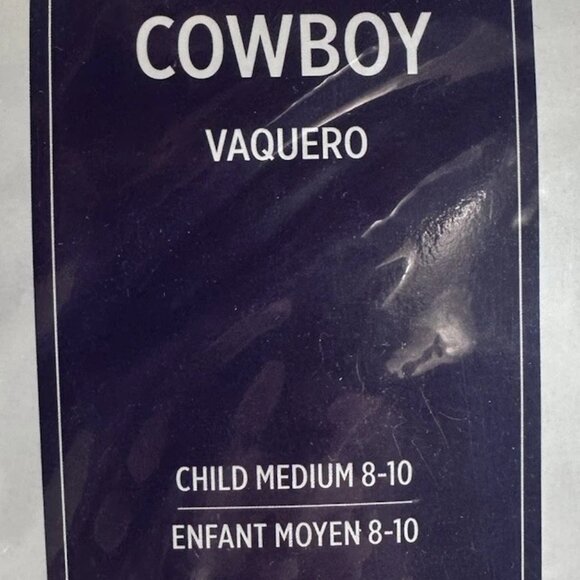 COWBOY
VAQUERO
CHILD MEDIUM 8-10
ENFANT MOYEN 8-10